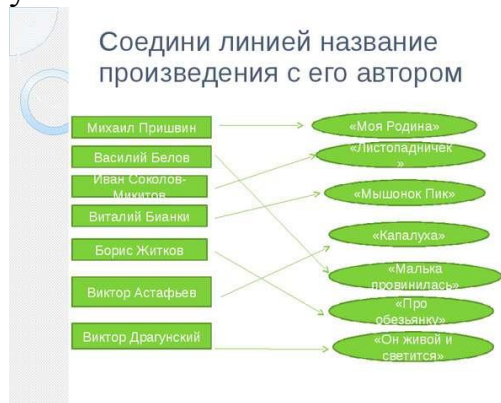 у
Соедини линией название
произведения с его автором
Михаил Пришвин
Василий Белов
Иван Соколов-
Микитов
Виталий Бианки
Борис Житков
Виктор Астафьев
Виктор Драгунский
«Моя Родина»
«Листопадничек
»
«Мышонок Пик»
«Капалуха»
«Малька
провинилась»
«Про
обезьянку»
«Он живой и
светится»